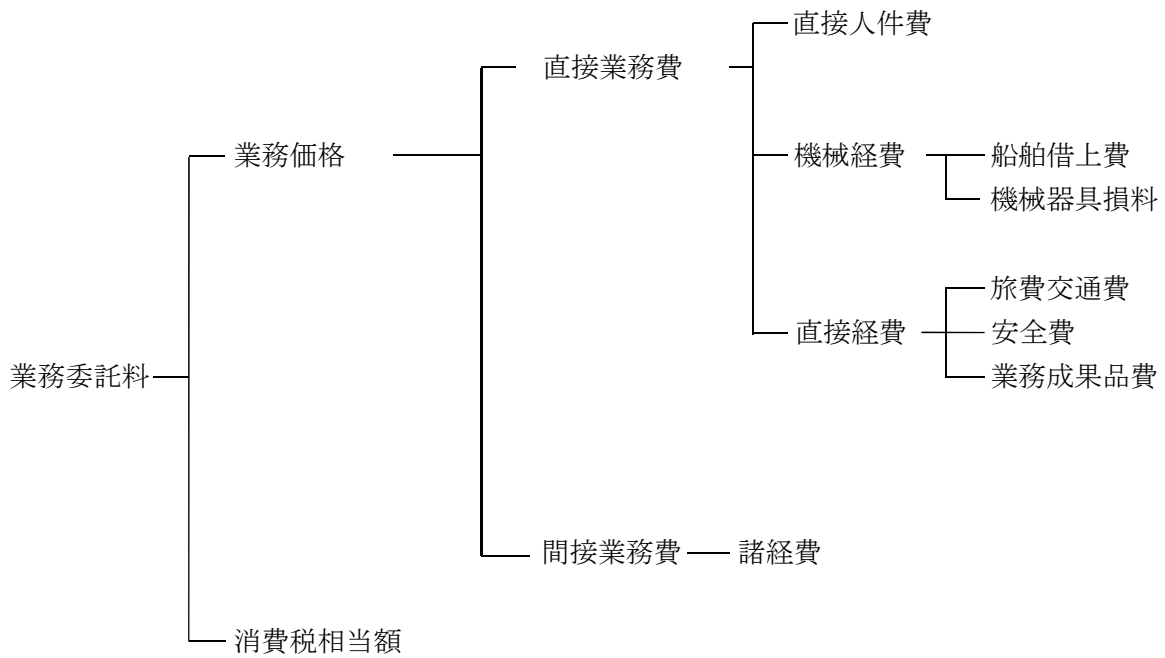 直接人件費
直接業務費
業務価格
機械経費
船舶借上費
機械器具損料
旅費交通費
直接経費
安全費
業務委託料
業務成果品費
間接業務費
諸経費
消費税相当額